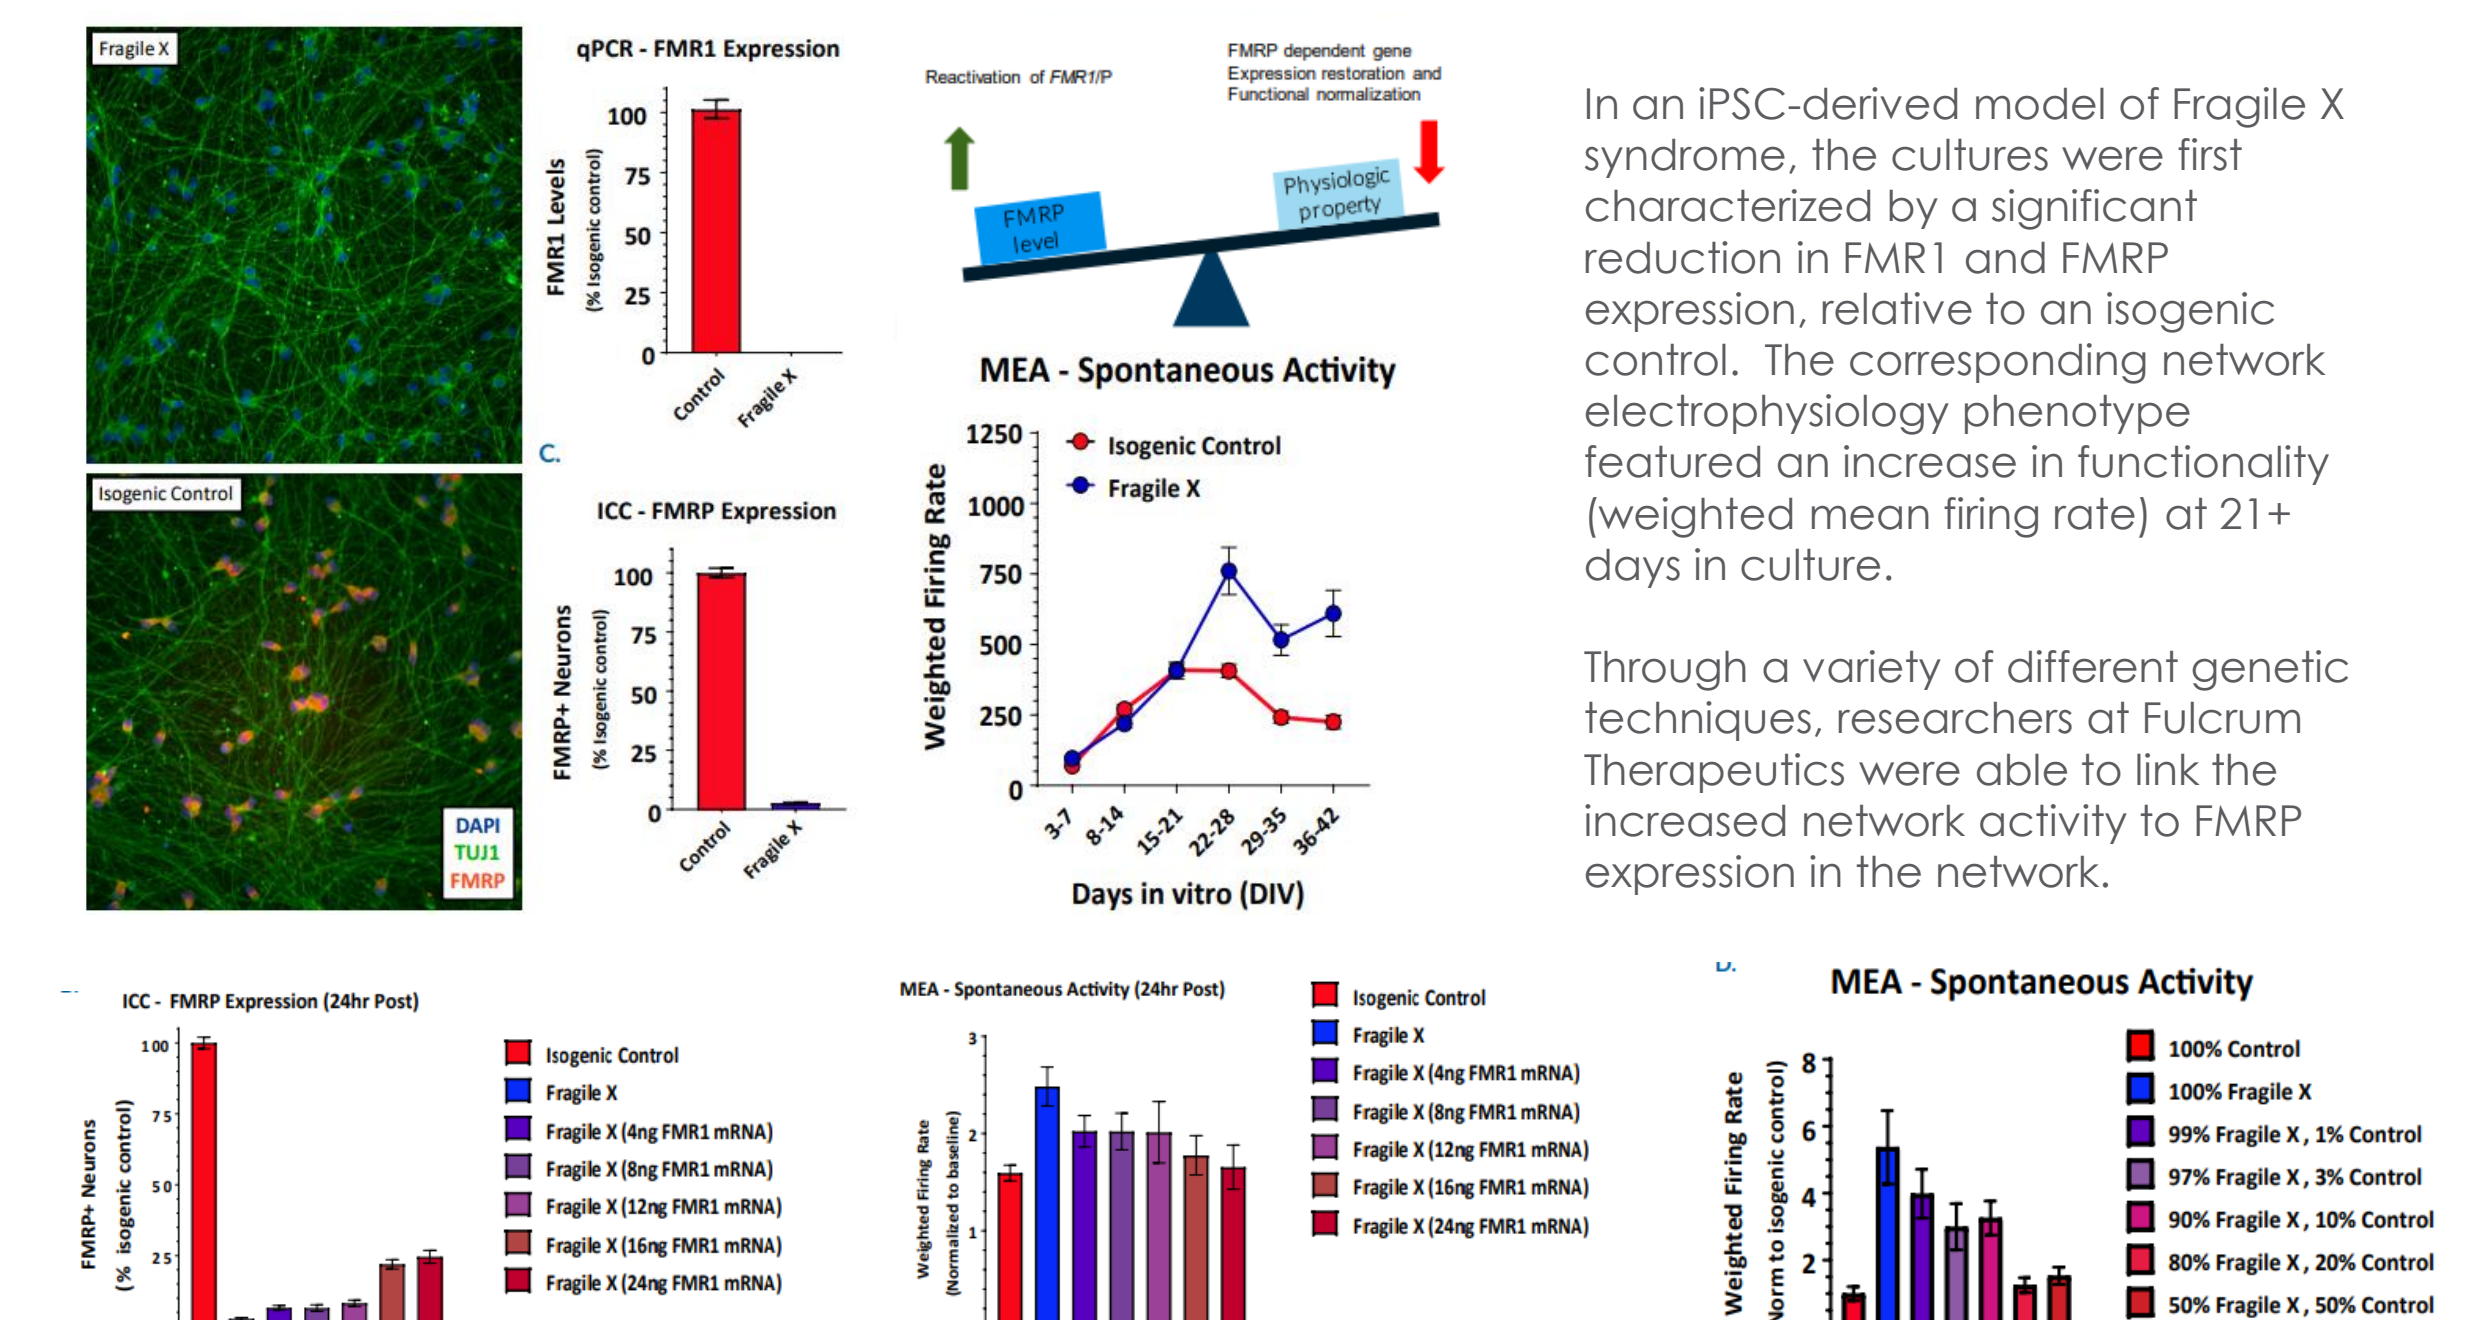 Fragile X
qPCR - FMR1 Expression
FMR1 Levels
(% Isogenic control)
100
75
50
25
0
Control
Fragile X
Reactivation of FMR1/P
FMRP dependent gene
Expression restoration and
Functional normalization
FMRP
level
Physiologic
property
In an iPSC-derived model of Fragile X
syndrome, the cultures were first
characterized by a significant
reduction in FMR1 and FMRP
expression, relative to an isogenic
control.  The corresponding network
electrophysiology phenotype
featured an increase in functionality
(weighted mean firing rate) at 21+
days in culture.
Through a variety of different genetic
techniques, researchers at Fulcrum
Therapeutics were able to link the
increased network activity to FMRP
expression in the network.
C.
Isogenic Control
DAPI
TUJ1
FMRP
ICC - FMRP Expression
FMRP+ Neurons
(% Isogenic control)
100
75
50
25
0
Control
Fragile X
MEA - Spontaneous Activity
Weighted Firing Rate
1250
1000
750
500
250
0
Isogenic Control
Fragile X
3-7
8-14
15-21
22-28
29-35
36-42
Days in vitro (DIV)
ICC - FMRP Expression (24hr Post)
FMRP+ Neurons
(% isogenic control)
100
75
50
25
Isogenic Control
Fragile X
Fragile X (4ng FMR1 mRNA)
Fragile X (8ng FMR1 mRNA)
Fragile X (12ng FMR1 mRNA)
Fragile X (16ng FMR1 mRNA)
Fragile X (24ng FMR1 mRNA)
MEA - Spontaneous Activity (24hr Post)
Weighted Firing Rate
(Normalized to baseline)
3
2
1
Isogenic Control
Fragile X
Fragile X (4ng FMR1 mRNA)
Fragile X (8ng FMR1 mRNA)
Fragile X (12ng FMR1 mRNA)
Fragile X (16ng FMR1 mRNA)
Fragile X (24ng FMR1 mRNA)
D.
MEA - Spontaneous Activity
Weighted Firing Rate
Norm to isogenic control)
8
6
4
2
100% Control
100% Fragile X
99% Fragile X , 1% Control
97% Fragile X , 3% Control
90% Fragile X , 10% Control
80% Fragile X , 20% Control
50% Fragile X , 50% Control